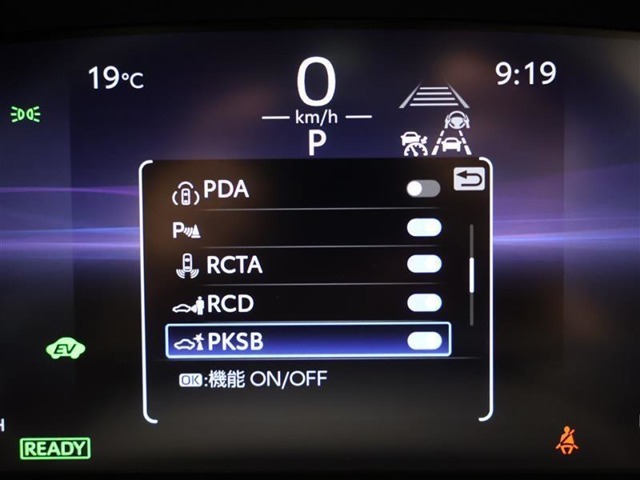 19°C
0
9:19
km/h
P
PDA
P
RCTA
RCD
PKSB
OK:機能 ON/OFF
EV
H
READY